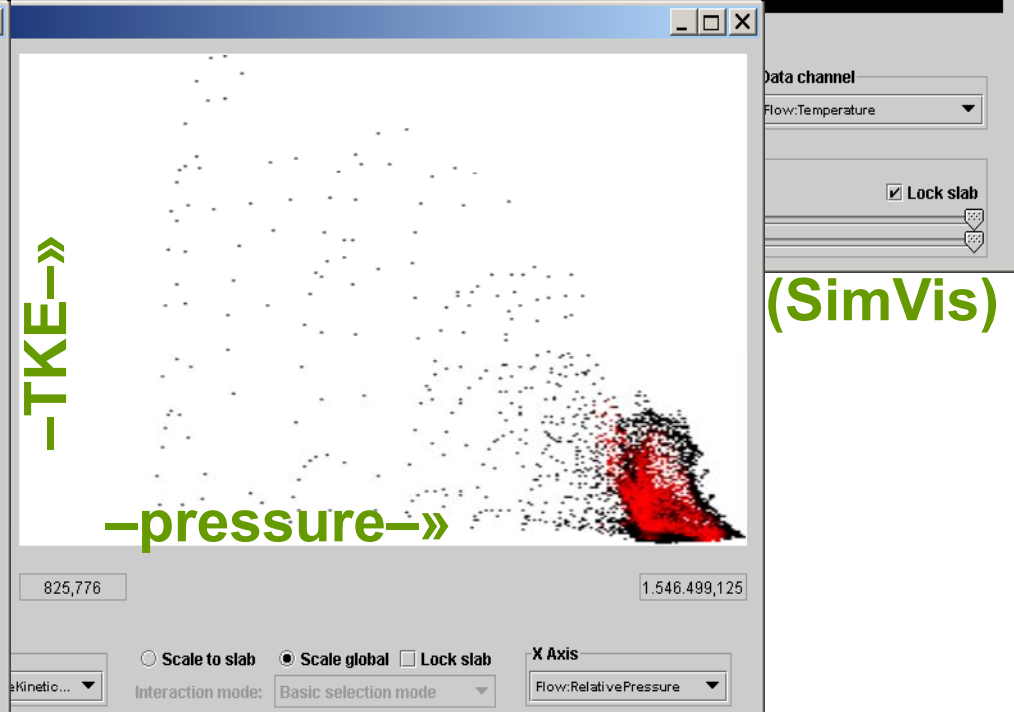 Data channel
Flow:Temperature
Lock slab
(SimVis)
–TKE–»
–pressure–»
825,776
1.546.499,125
Scale to slab
Scale global
Lock slab
X Axis
eKinetic...
Interaction mode:
Basic selection mode
Flow:RelativePressure